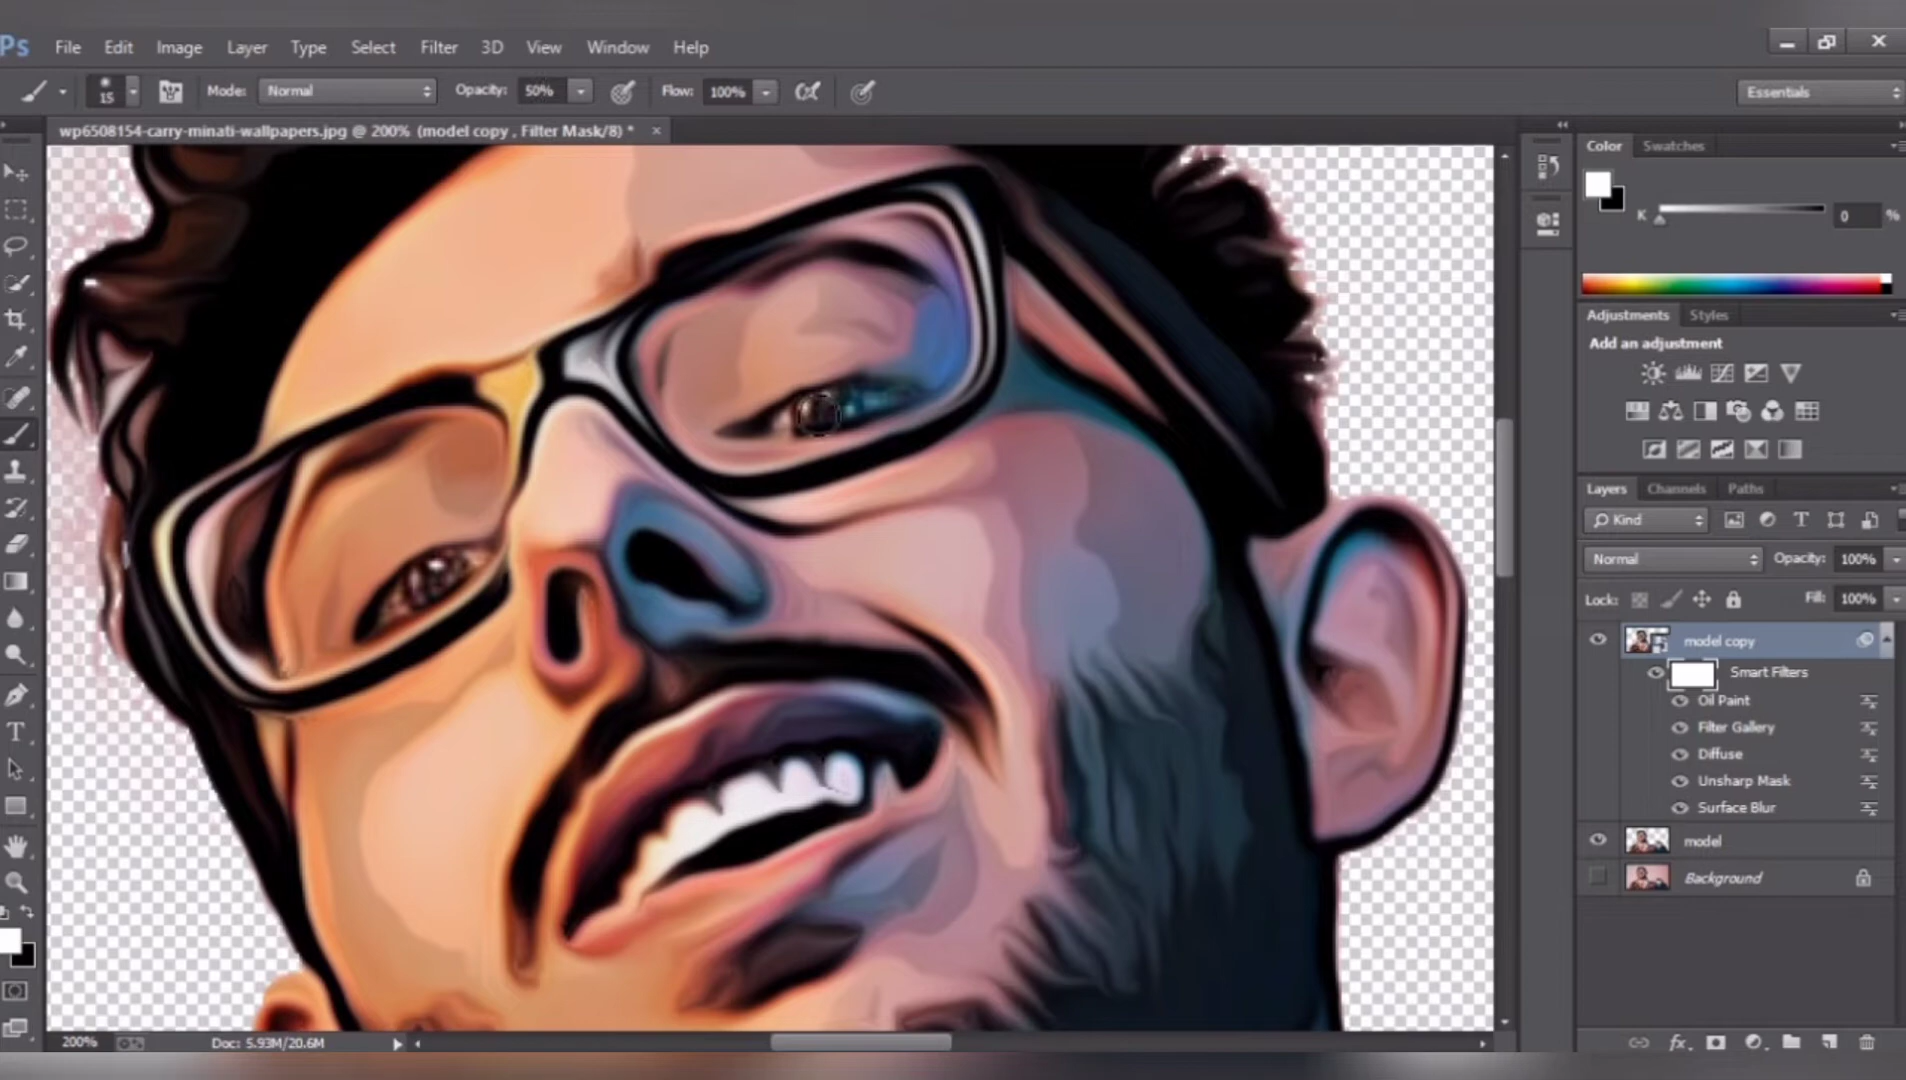 Ps File Edit Image Layer Type Select Filter 3D View Window Help
15 Mode: Normal Opacity: 50% Flow: 100% Essentials
wp6508154-carry-minati-wallpapers.jpg @ 200% (model copy , Filter Mask/8) * ×
Color Swatches
K 0 %
Adjustments Styles
Add an adjustment
Layers Channels Paths
Kind
Normal Opacity: 100%
Lock: Fill: 100%
model copy
Smart Filters
Oil Paint
Filter Gallery
Diffuse
Unsharp Mask
Surface Blur
model
Background
200% Doc: 5.93M/20.6M
fx.